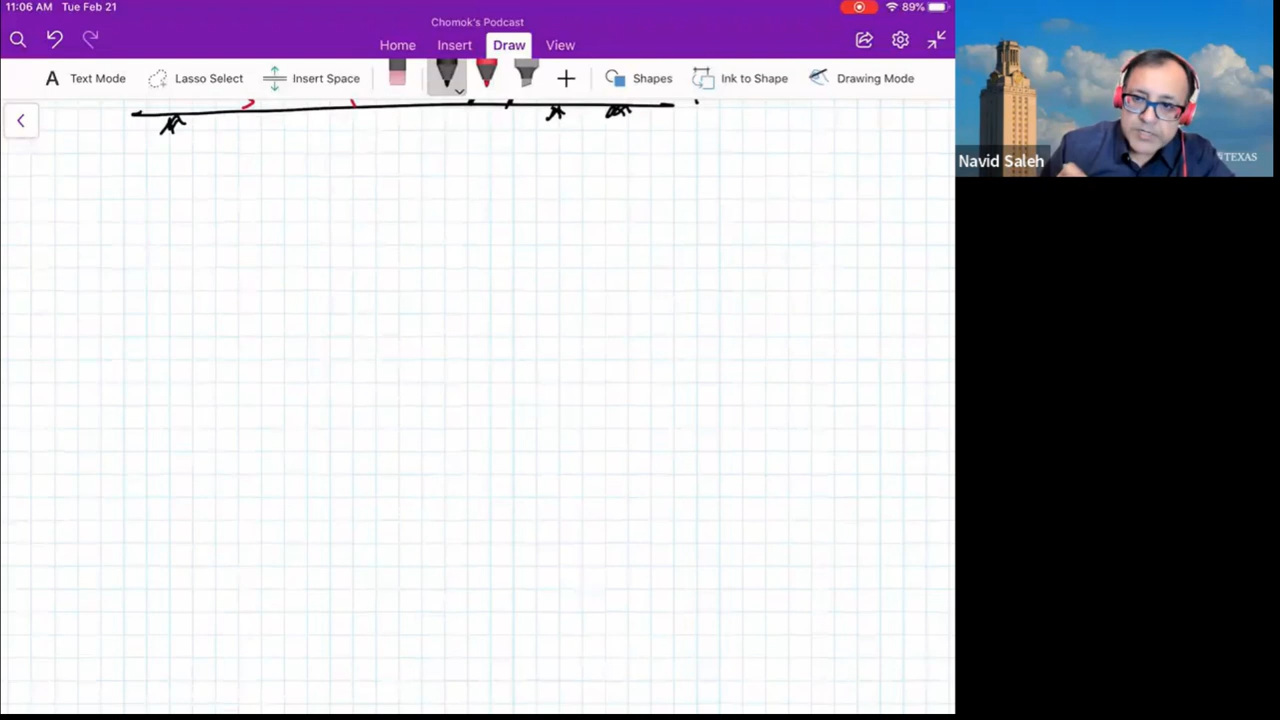 11:06 AM Tue Feb 21
89%
Chomok's Podcast
Home Insert Draw View
Text Mode Lasso Select Insert Space Shapes Ink to Shape Drawing Mode
Navid Saleh
TEXAS